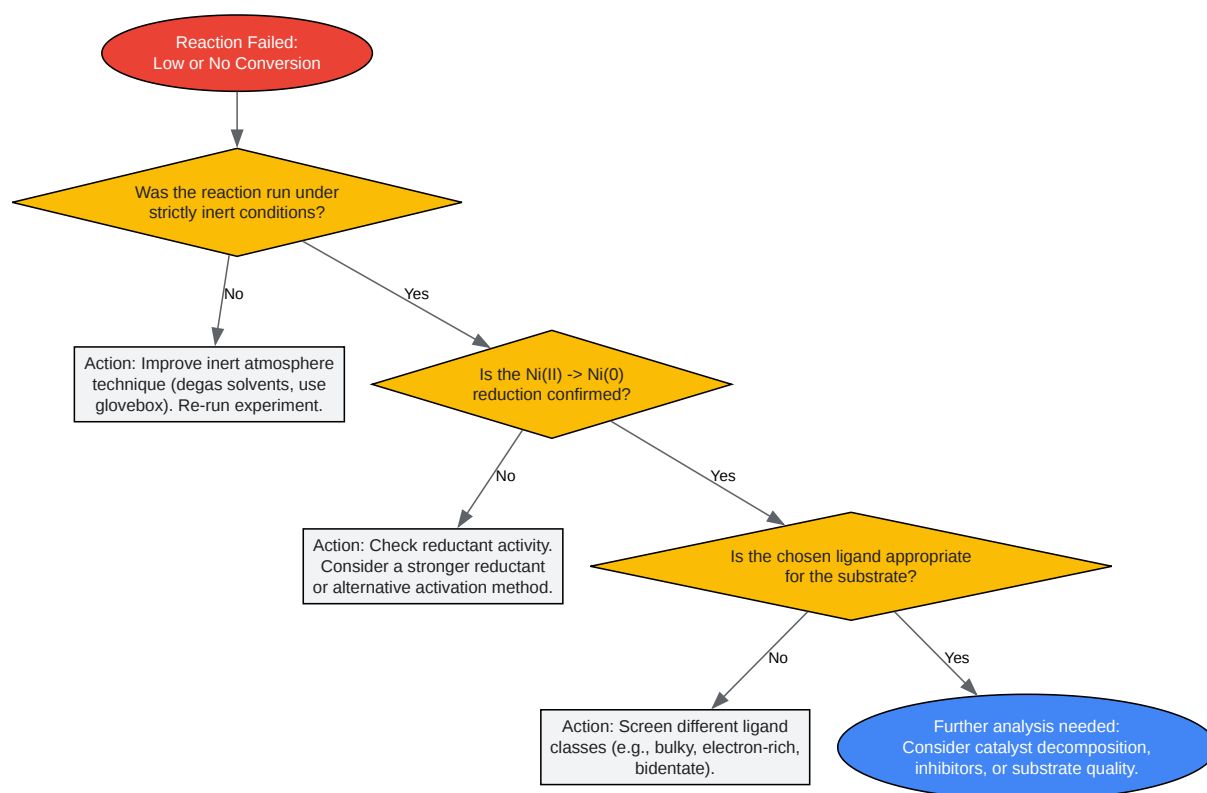 Reaction Failed:
Low or No Conversion
Was the reaction run under
strictly inert conditions?
No
Yes
Action: Improve inert atmosphere
technique (degas solvents, use
glovebox). Re-run experiment.
Is the Ni(II) -> Ni(0)
reduction confirmed?
No
Yes
Action: Check reductant activity.
Consider a stronger reductant
or alternative activation method.
Is the chosen ligand appropriate
for the substrate?
No
Yes
Action: Screen different ligand
classes (e.g., bulky, electron-rich,
bidentate).
Further analysis needed:
Consider catalyst decomposition,
inhibitors, or substrate quality.